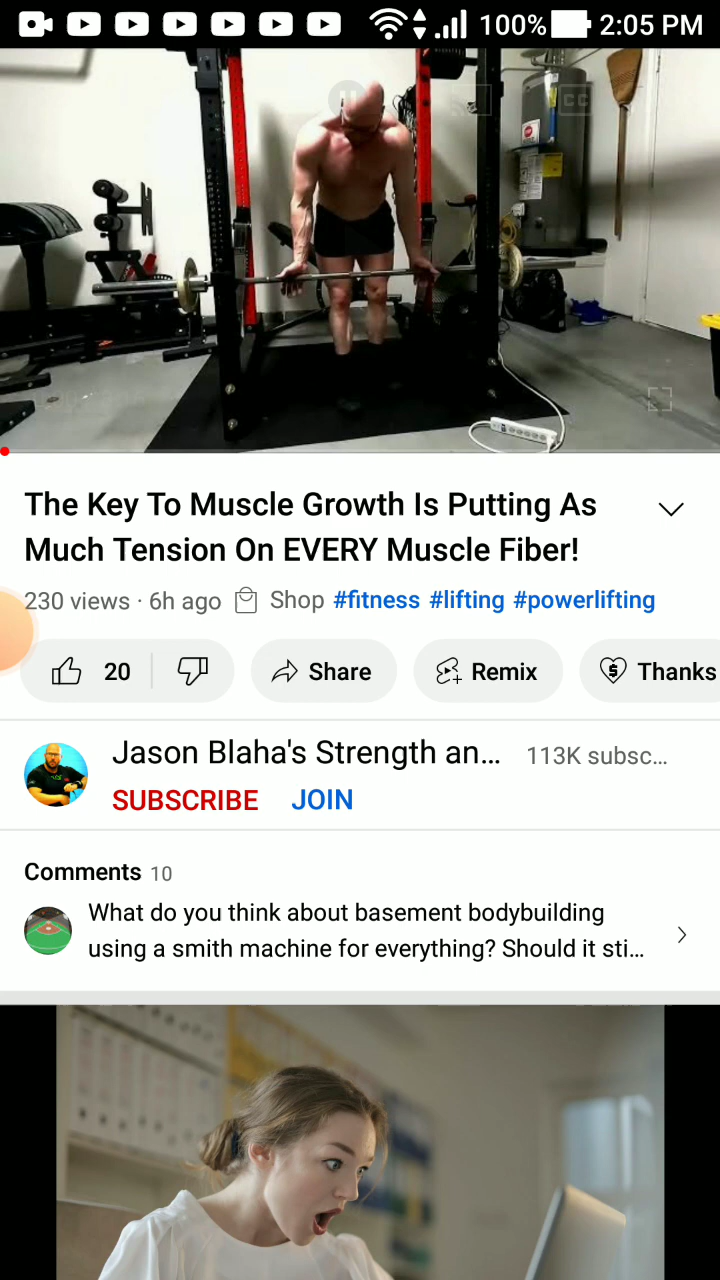 100% 2:05 PM
CC
The Key To Muscle Growth Is Putting As
Much Tension On EVERY Muscle Fiber!
230 views · 6h ago Shop #fitness #lifting #powerlifting
20 Share Remix Thanks
Jason Blaha's Strength an... 113K subsc...
SUBSCRIBE JOIN
Comments 10
What do you think about basement bodybuilding
using a smith machine for everything? Should it sti...